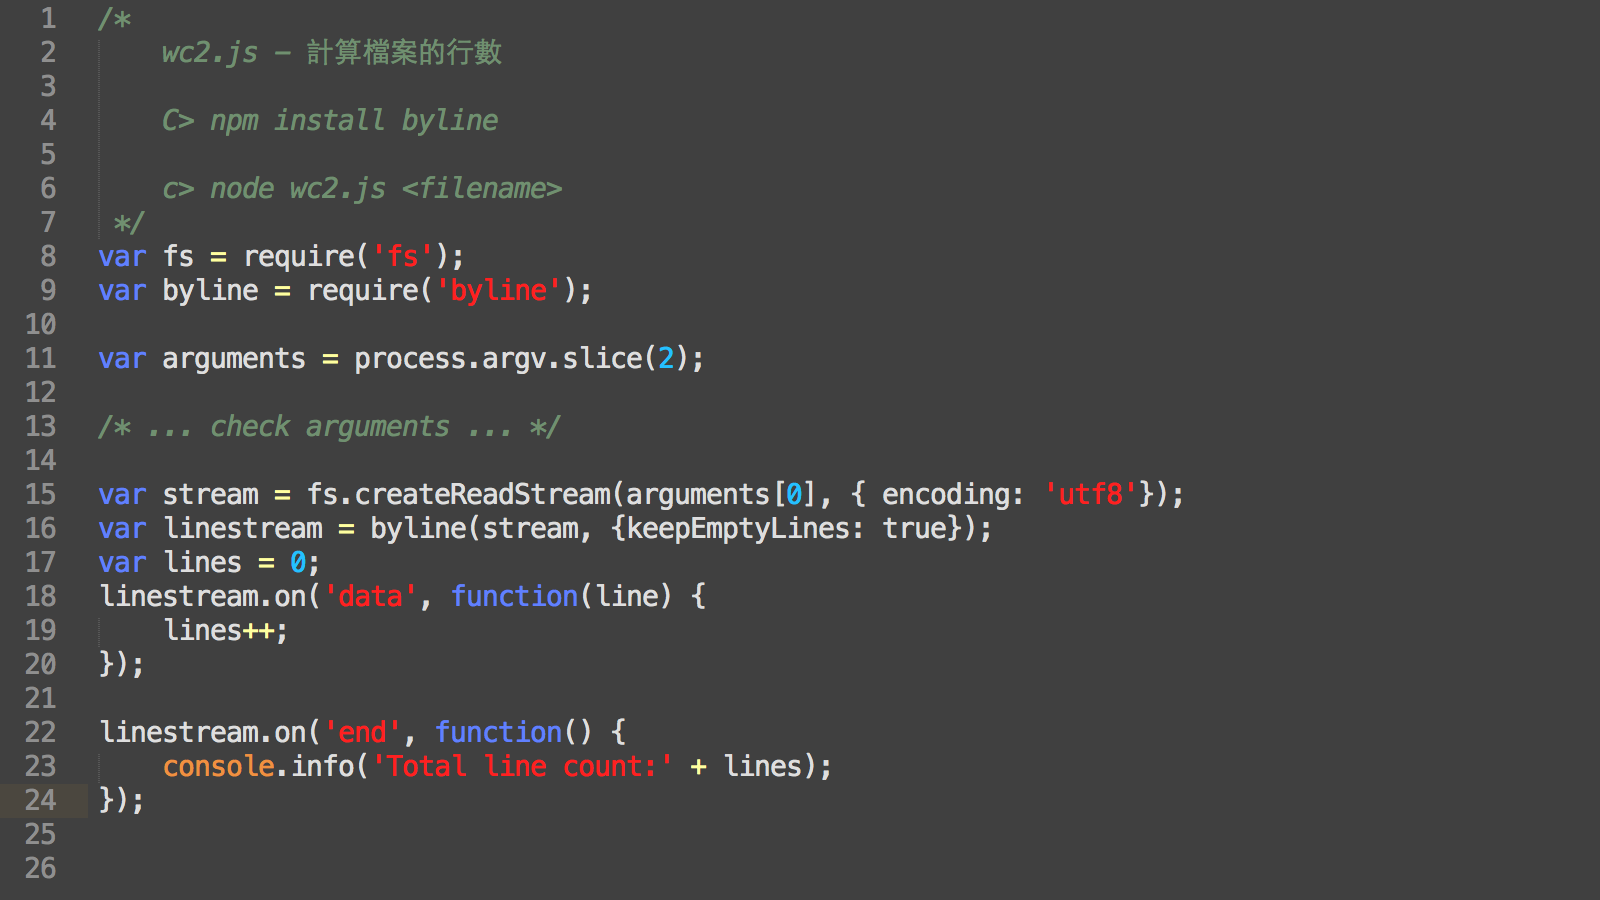 1 /*
2 wc2.js - 計算檔案的行數
3
4 C> npm install byline
5
6 c> node wc2.js <filename>
7 */
8 var fs = require('fs');
9 var byline = require('byline');
10
11 var arguments = process.argv.slice(2);
12
13 /* ... check arguments ... */
14
15 var stream = fs.createReadStream(arguments[0], { encoding: 'utf8'});
16 var linestream = byline(stream, {keepEmptyLines: true});
17 var lines = 0;
18 linestream.on('data', function(line) {
19 lines++;
20 });
21
22 linestream.on('end', function() {
23 console.info('Total line count:' + lines);
24 });
25
26